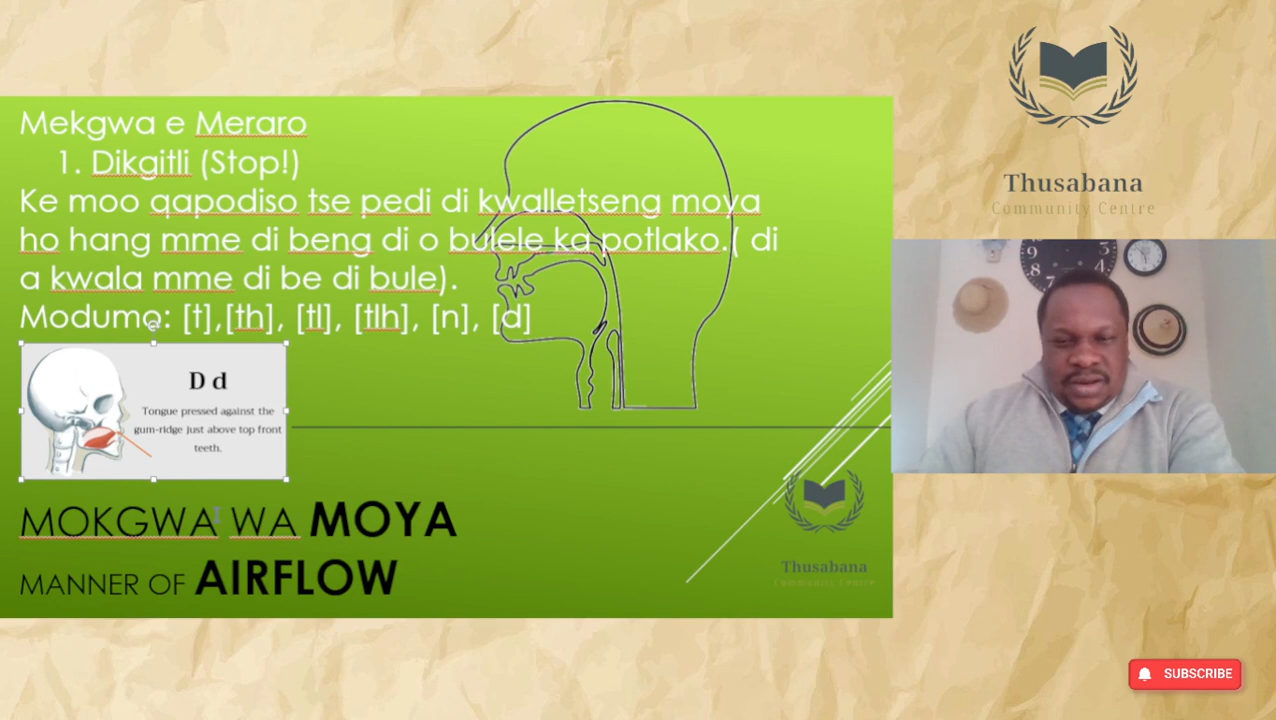 Mekgwa e Meraro
1. Dikgitli (Stop!)
Ke moo qapodiso tse pedi di kwalletseng moya
ho hang mme di beng di o bulele ka potlako.( di
a kwala mme di be di bule).
Modumo: [t],[th], [tl], [tlh], [n], [d]
D d
Tongue pressed against the
gum-ridge just above top front
teeth.
MOKGWA WA MOYA
MANNER OF AIRFLOW
Thusabana
Community Centre
Thusabana
Community Centre
SUBSCRIBE